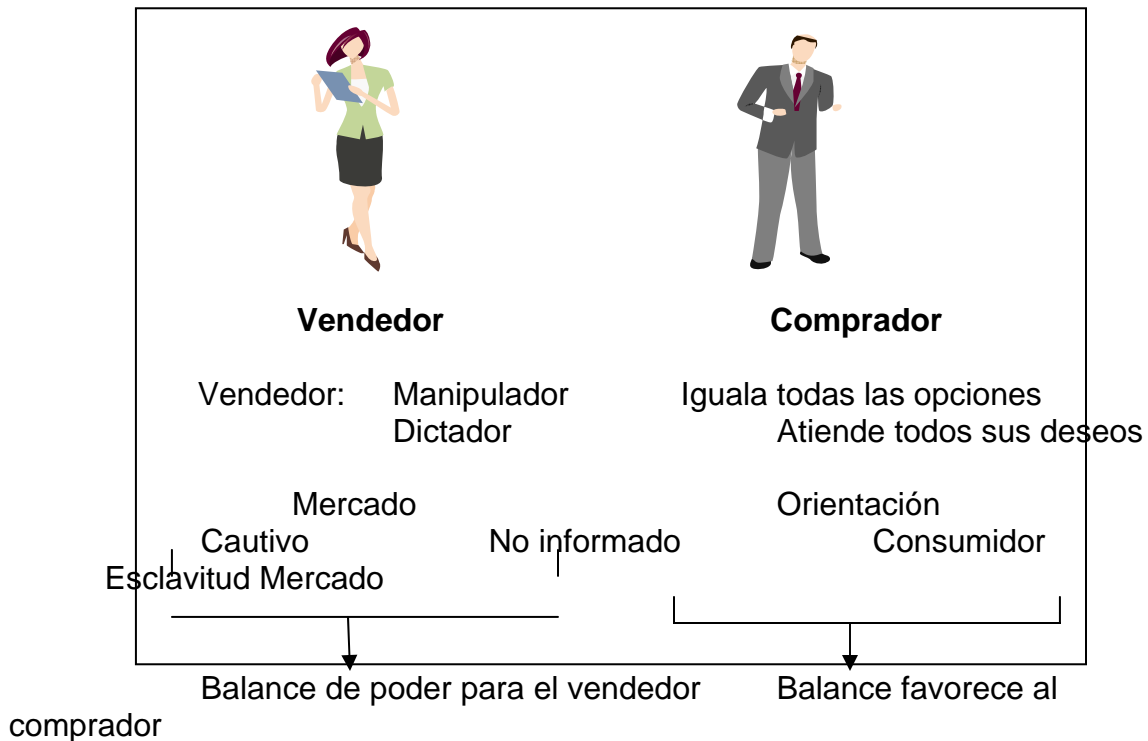 Vendedor Comprador
Vendedor: Manipulador Iguala todas las opciones
Dictador Atiende todos sus deseos
Mercado Orientación
Cautivo No informado Consumidor
Esclavitud Mercado
Balance de poder para el vendedor Balance favorece al
comprador